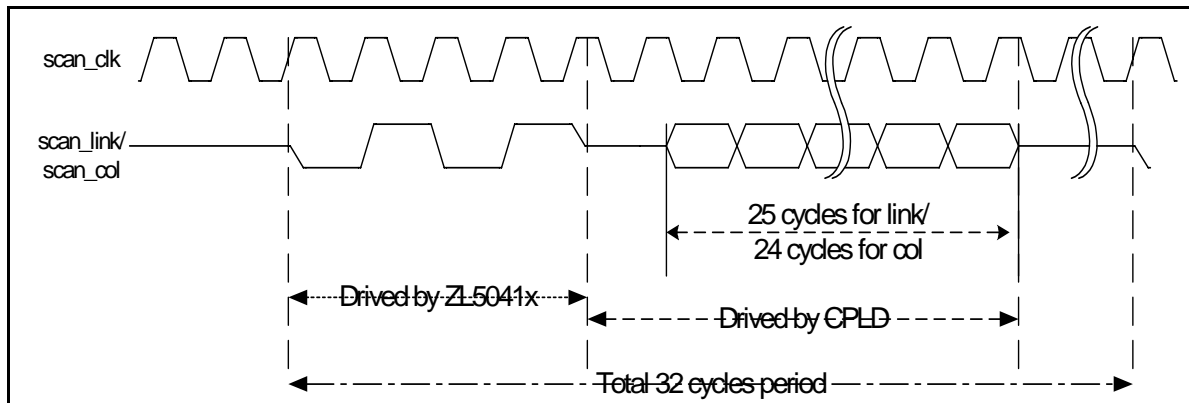 scan_clk
scan_link/
scan_col
25 cycles for link/
24 cycles for col
Drived by ZL5041x
Drived by CPLD
Total 32 cycles period